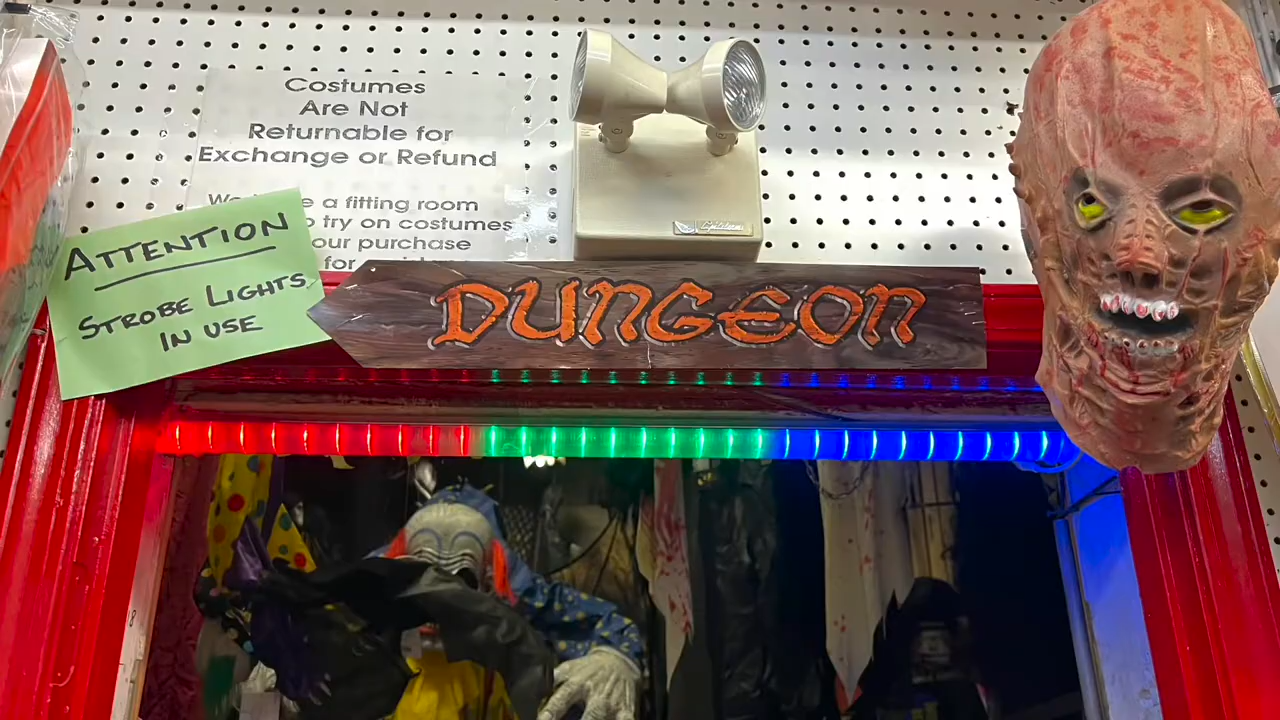 Costumes
Are Not
Returnable for
Exchange or Refund
a fitting room
try on costumes
our purchase
for
ATTENTION
STROBE LIGHTS
IN USE
DUNGEON